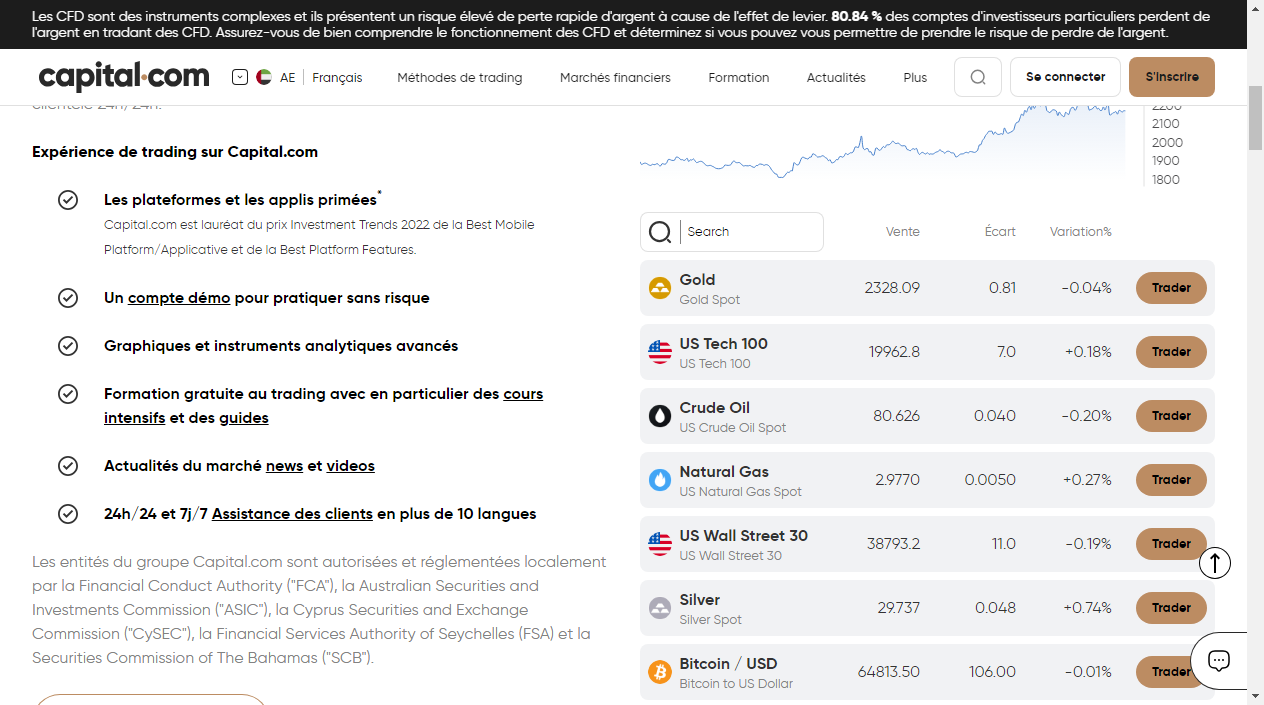 Les CFD sont des instruments complexes et ils présentent un risque élevé de perte rapide d'argent à cause de l'effet de levier. 80.84 % des comptes d'investisseurs particuliers perdent de
l'argent en tradant des CFD. Assurez-vous de bien comprendre le fonctionnement des CFD et déterminez si vous pouvez vous permettre de prendre le risque de perdre de l'argent.
capital.com AE Français Méthodes de trading Marchés financiers Formation Actualités Plus Se connecter S'inscrire
clientèle 24h/24h.
Expérience de trading sur Capital.com
Les plateformes et les applis primées*
Capital.com est lauréat du prix Investment Trends 2022 de la Best Mobile
Platform/Applicative et de la Best Platform Features.
Un compte démo pour pratiquer sans risque
Graphiques et instruments analytiques avancés
Formation gratuite au trading avec en particulier des cours
intensifs et des guides
Actualités du marché news et videos
24h/24 et 7j/7 Assistance des clients en plus de 10 langues
Les entités du groupe Capital.com sont autorisées et réglementées localement
par la Financial Conduct Authority ("FCA"), la Australian Securities and
Investments Commission ("ASIC"), la Cyprus Securities and Exchange
Commission ("CySEC"), la Financial Services Authority of Seychelles (FSA) et la
Securities Commission of The Bahamas ("SCB").
2200
2100
2000
1900
1800
Search Vente Écart Variation%
Gold 2328.09 0.81 -0.04% Trader
Gold Spot
US Tech 100 19962.8 7.0 +0.18% Trader
US Tech 100
Crude Oil 80.626 0.040 -0.20% Trader
US Crude Oil Spot
Natural Gas 2.9770 0.0050 +0.27% Trader
US Natural Gas Spot
US Wall Street 30 38793.2 11.0 -0.19% Trader
US Wall Street 30
Silver 29.737 0.048 +0.74% Trader
Silver Spot
Bitcoin / USD 64813.50 106.00 -0.01% Trader
Bitcoin to US Dollar